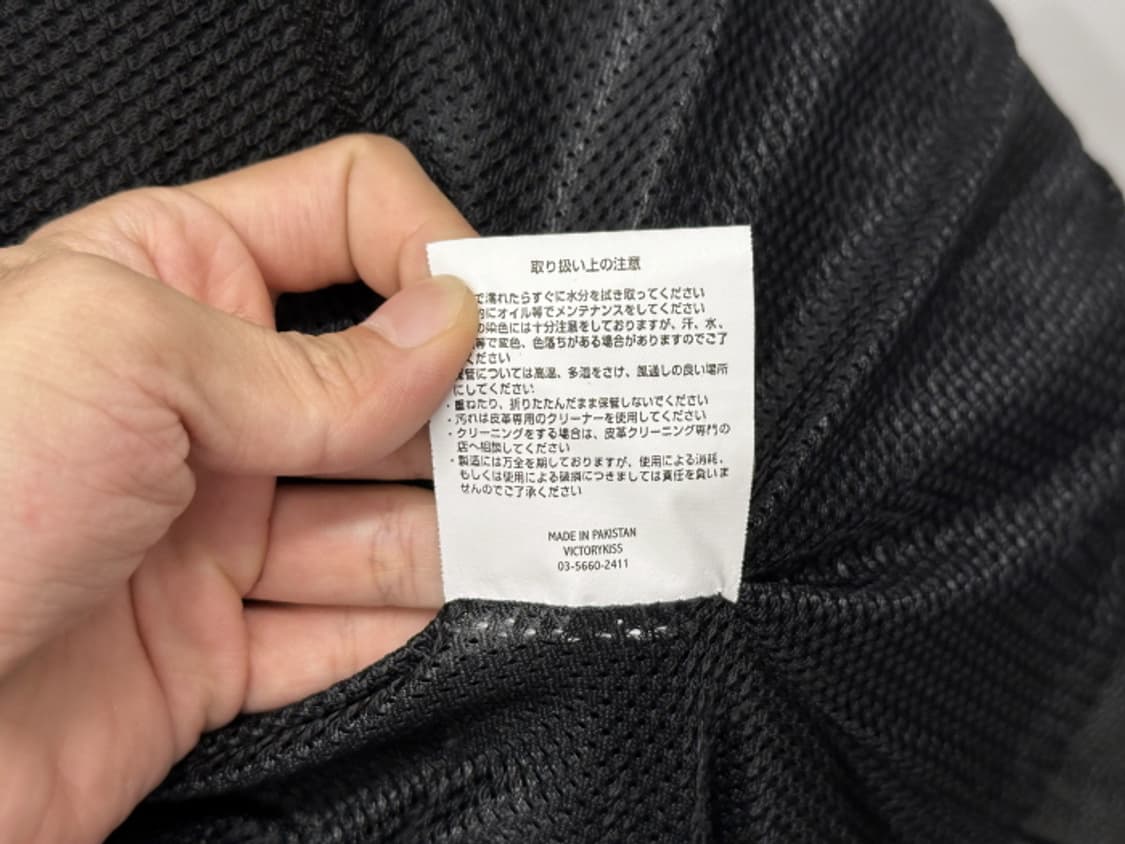 取り扱い上の注意
で濡れたらすぐに水分を拭き取ってください
にオイル等でメンテナンスをしてください
の染色には十分注意をしておりますが、汗、水、
等で変色、色落ちがある場合がありますのでご了
ください
管については高温、多湿をさけ、風通しの良い場所
にしてください
・重ねたり、折りたたんだまま保管しないでください
・汚れは皮革専用のクリーナーを使用してください
・クリーニングをする場合は、皮革クリーニング専門の
店へ相談してください
・製造には万全を期しておりますが、使用による消耗、
もしくは使用による破損につきましては責任を負いま
せんのでご了承ください
MADE IN PAKISTAN
VICTORYKISS
03-5660-2411